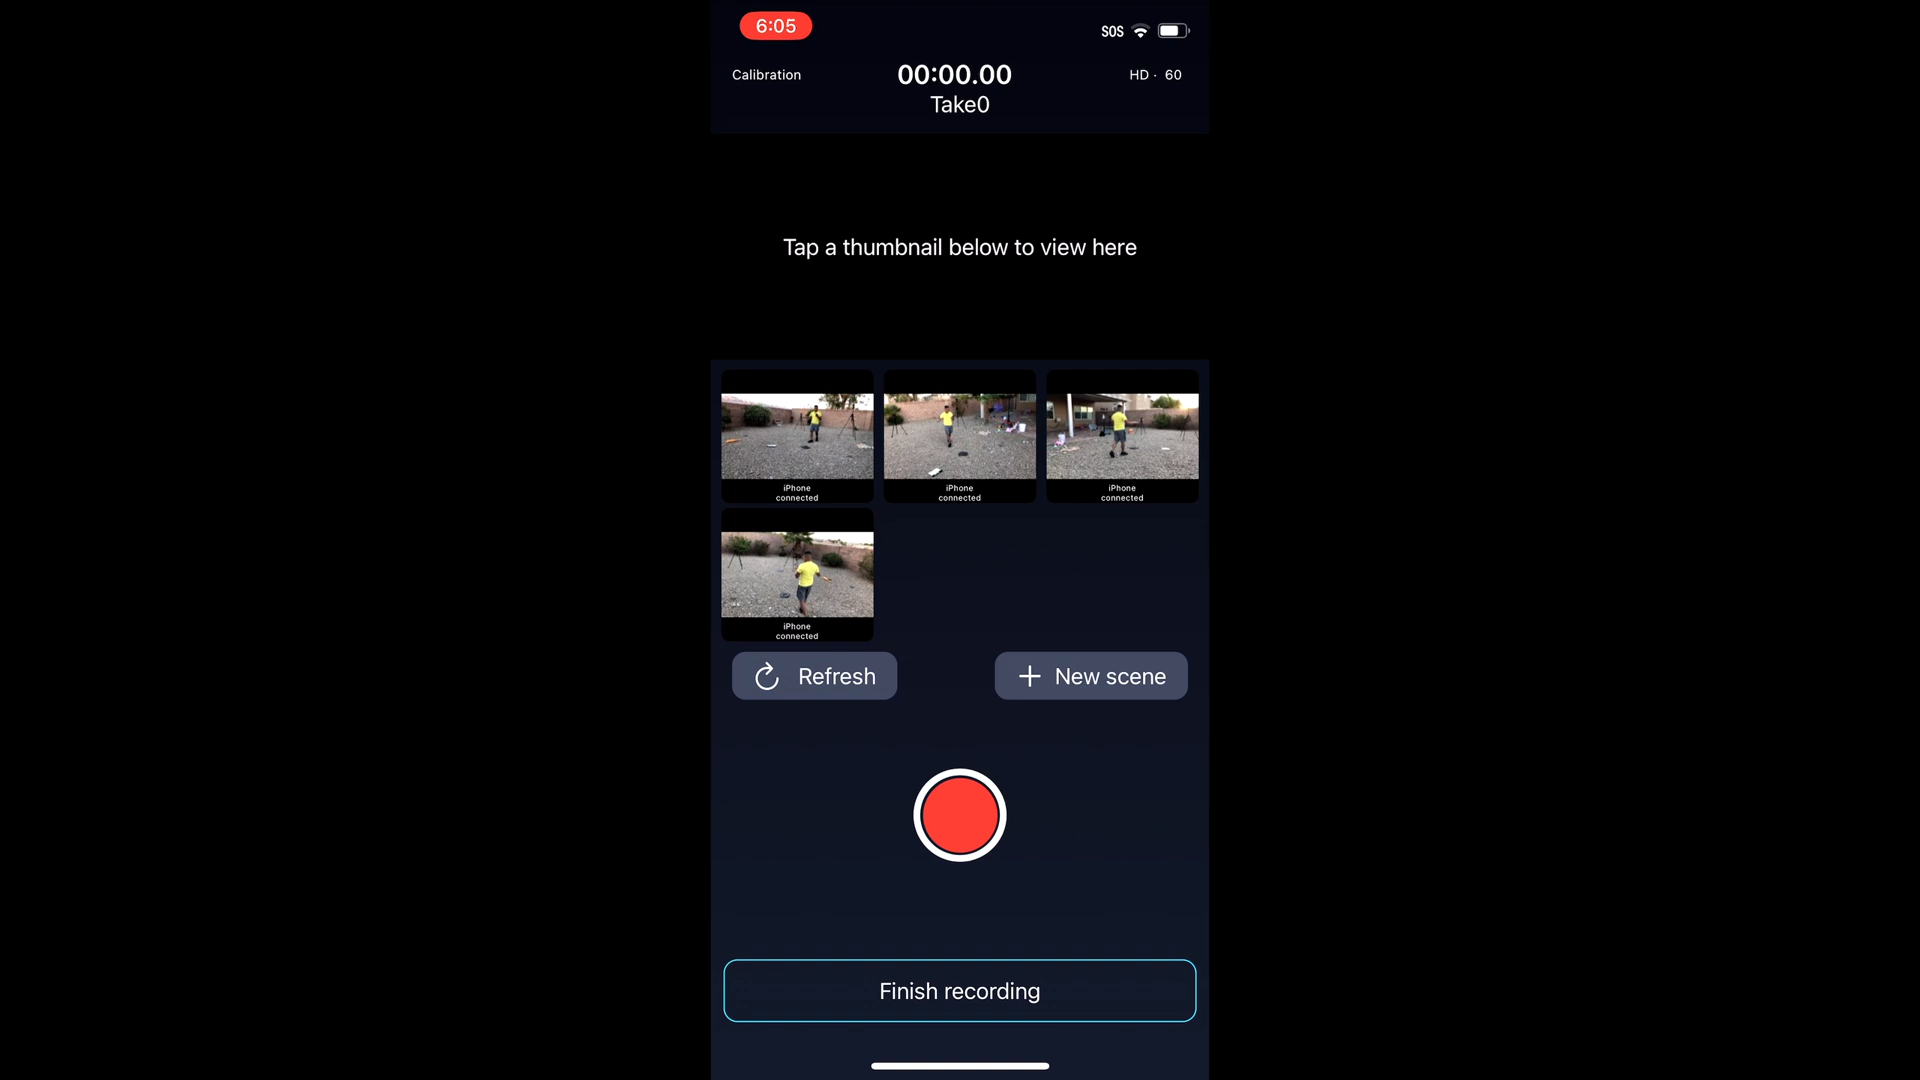 6:05
SOS
Calibration
00:00.00
HD · 60
Take0
Tap a thumbnail below to view here
iPhone
connected
iPhone
connected
iPhone
connected
iPhone
connected
Refresh
New scene
Finish recording